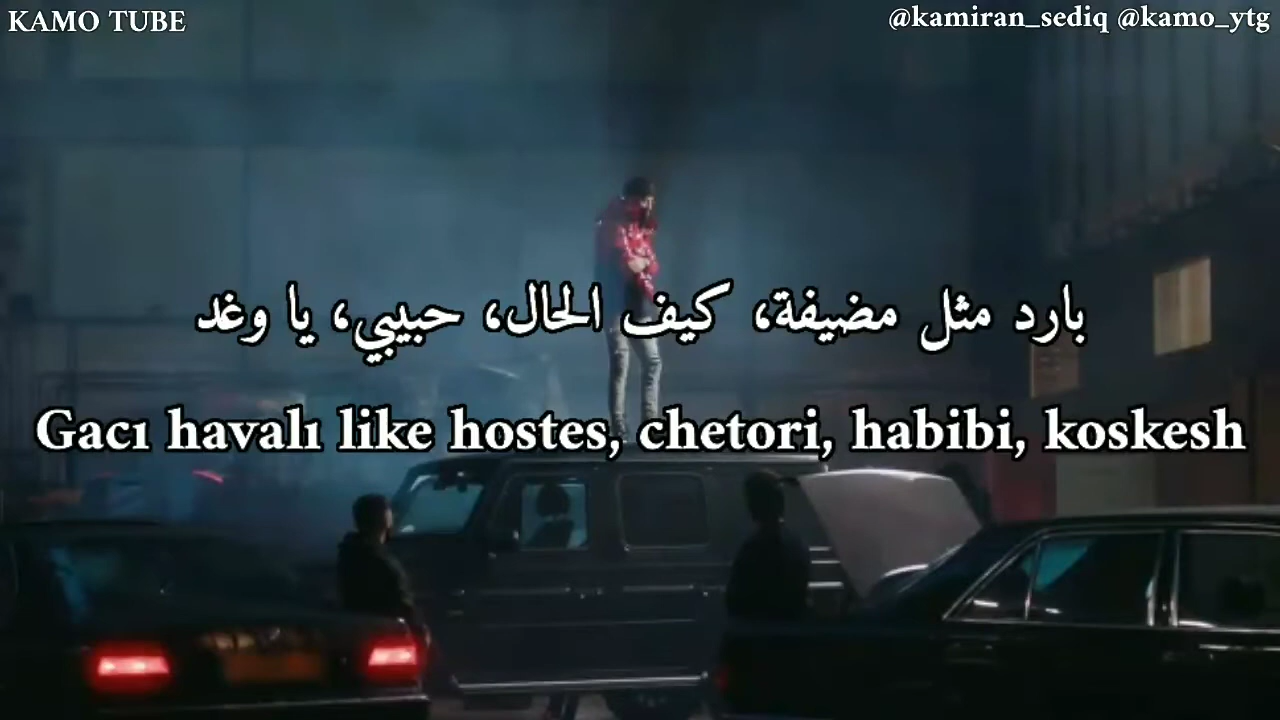 KAMO TUBE
@kamiran_sediq @kamo_ytg
بارد مثل مضيفة، كيف الحال، حبيبي، يا وغد
Gacı havalı like hostes, chetori, habibi, koskesh